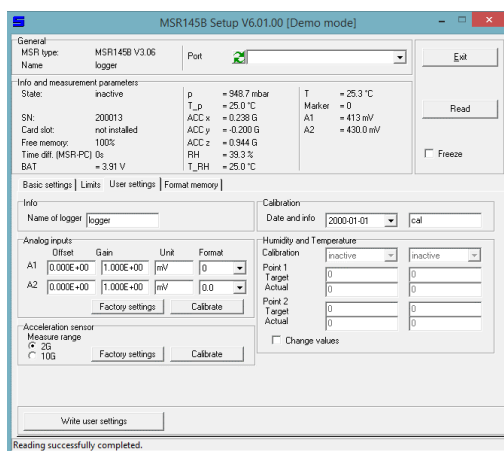 MSR145B Setup V6.01.00 [Demo mode]
General
MSR type: MSR145B V3.06
Name logger
Port
Exit
Info and measurement parameters
State: inactive
SN: 200013
Card slot: not installed
Free memory: 100%
Time diff. (MSR-PC) 0s
BAT = 3.91 V
p = 948.7 mbar
T_p = 25.0 °C
ACC x = 0.238 G
ACC y = -0.200 G
ACC z = 0.944 G
RH = 39.3 %
T_RH = 25.0 °C
T = 25.3 °C
Marker = 0
A1 = 413 mV
A2 = 430.0 mV
Read
Freeze
Basic settings Limits User settings Format memory
Info
Name of logger logger
Calibration
Date and info 2000-01-01 cal
Analog inputs
Offset Gain Unit Format
A1 0.000E+00 1.000E+00 mV 0
A2 0.000E+00 1.000E+00 mV 0.0
Factory settings Calibrate
Humidity and Temperature
Calibration inactive inactive
Point 1
Target 0 0
Actual 0 0
Point 2
Target 0 0
Actual 0 0
Change values
Acceleration sensor
Measure range
2G
10G
Factory settings Calibrate
Write user settings
Reading successfully completed.